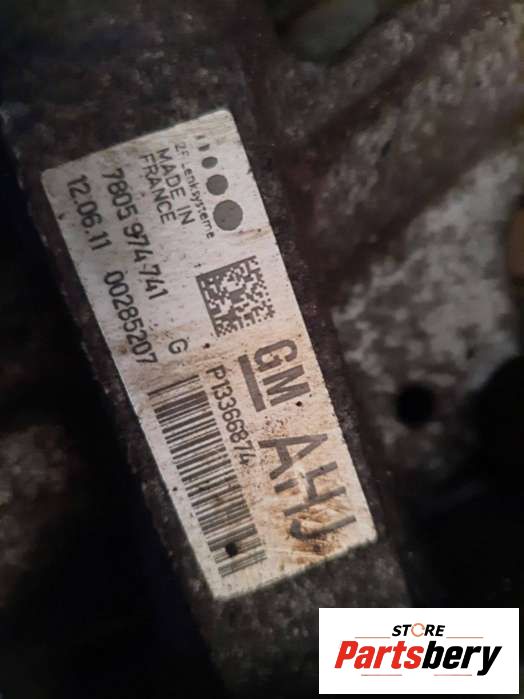 ZF Lenksysteme
MADE IN
FRANCE
7805 974 741
12.06.11 00285207
G
GM
AHJ
P13366874
STORE
Partsbery